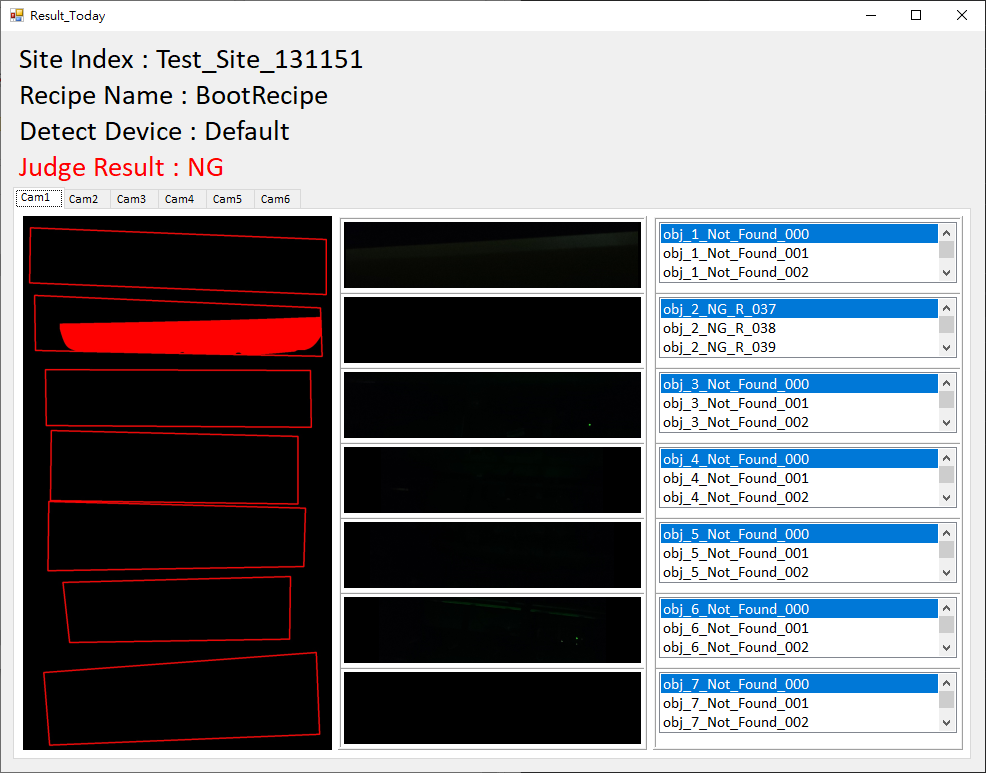 Result_Today
Site Index : Test_Site_131151
Recipe Name : BootRecipe
Detect Device : Default
Judge Result : NG
Cam1 Cam2 Cam3 Cam4 Cam5 Cam6
obj_1_Not_Found_000
obj_1_Not_Found_001
obj_1_Not_Found_002
obj_2_NG_R_037
obj_2_NG_R_038
obj_2_NG_R_039
obj_3_Not_Found_000
obj_3_Not_Found_001
obj_3_Not_Found_002
obj_4_Not_Found_000
obj_4_Not_Found_001
obj_4_Not_Found_002
obj_5_Not_Found_000
obj_5_Not_Found_001
obj_5_Not_Found_002
obj_6_Not_Found_000
obj_6_Not_Found_001
obj_6_Not_Found_002
obj_7_Not_Found_000
obj_7_Not_Found_001
obj_7_Not_Found_002